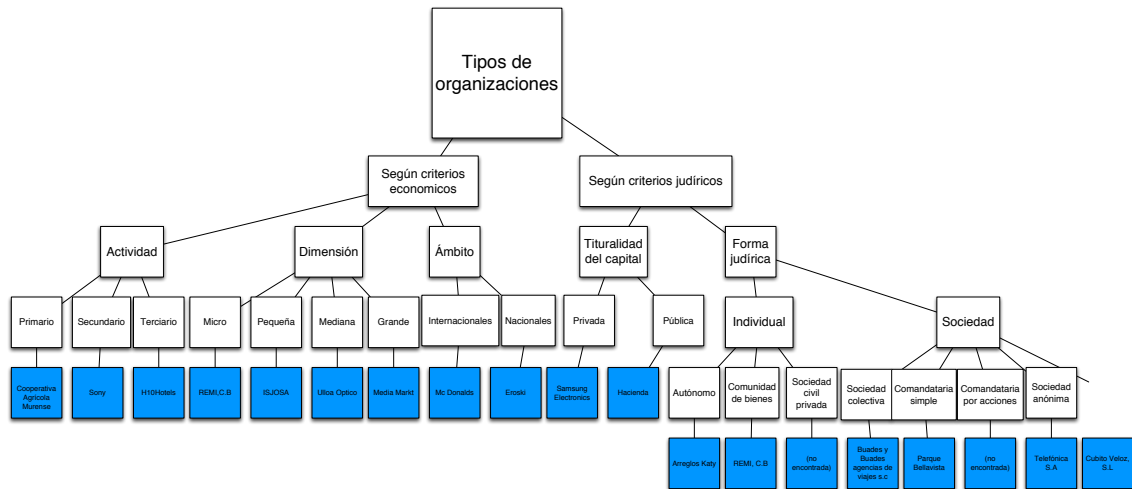 Tipos de
organizaciones
Según criterios
economicos
Según criterios judíricos
Actividad
Dimensión
Ámbito
Tituralidad
del capital
Forma
judírica
Primario
Secundario
Terciario
Micro
Pequeña
Mediana
Grande
Internacionales
Nacionales
Privada
Pública
Individual
Sociedad
Cooperativa
Agrícola
Murense
Sony
H10Hotels
REMI,C.B
ISJOSA
Ulloa Optico
Media Markt
Mc Donalds
Eroski
Samsung
Electronics
Hacienda
Autónomo
Comunidad
de bienes
Sociedad
civil
privada
Sociedad
colectiva
Comandataria
simple
Comandataria
por acciones
Sociedad
anónima
Arreglos Katy
REMI, C.B
(no
encontrada)
Buades y
Buades
agencias de
viajes s.c
Parque
Bellavista
(no
encontrada)
Telefónica
S.A
Cubito Veloz,
S.L